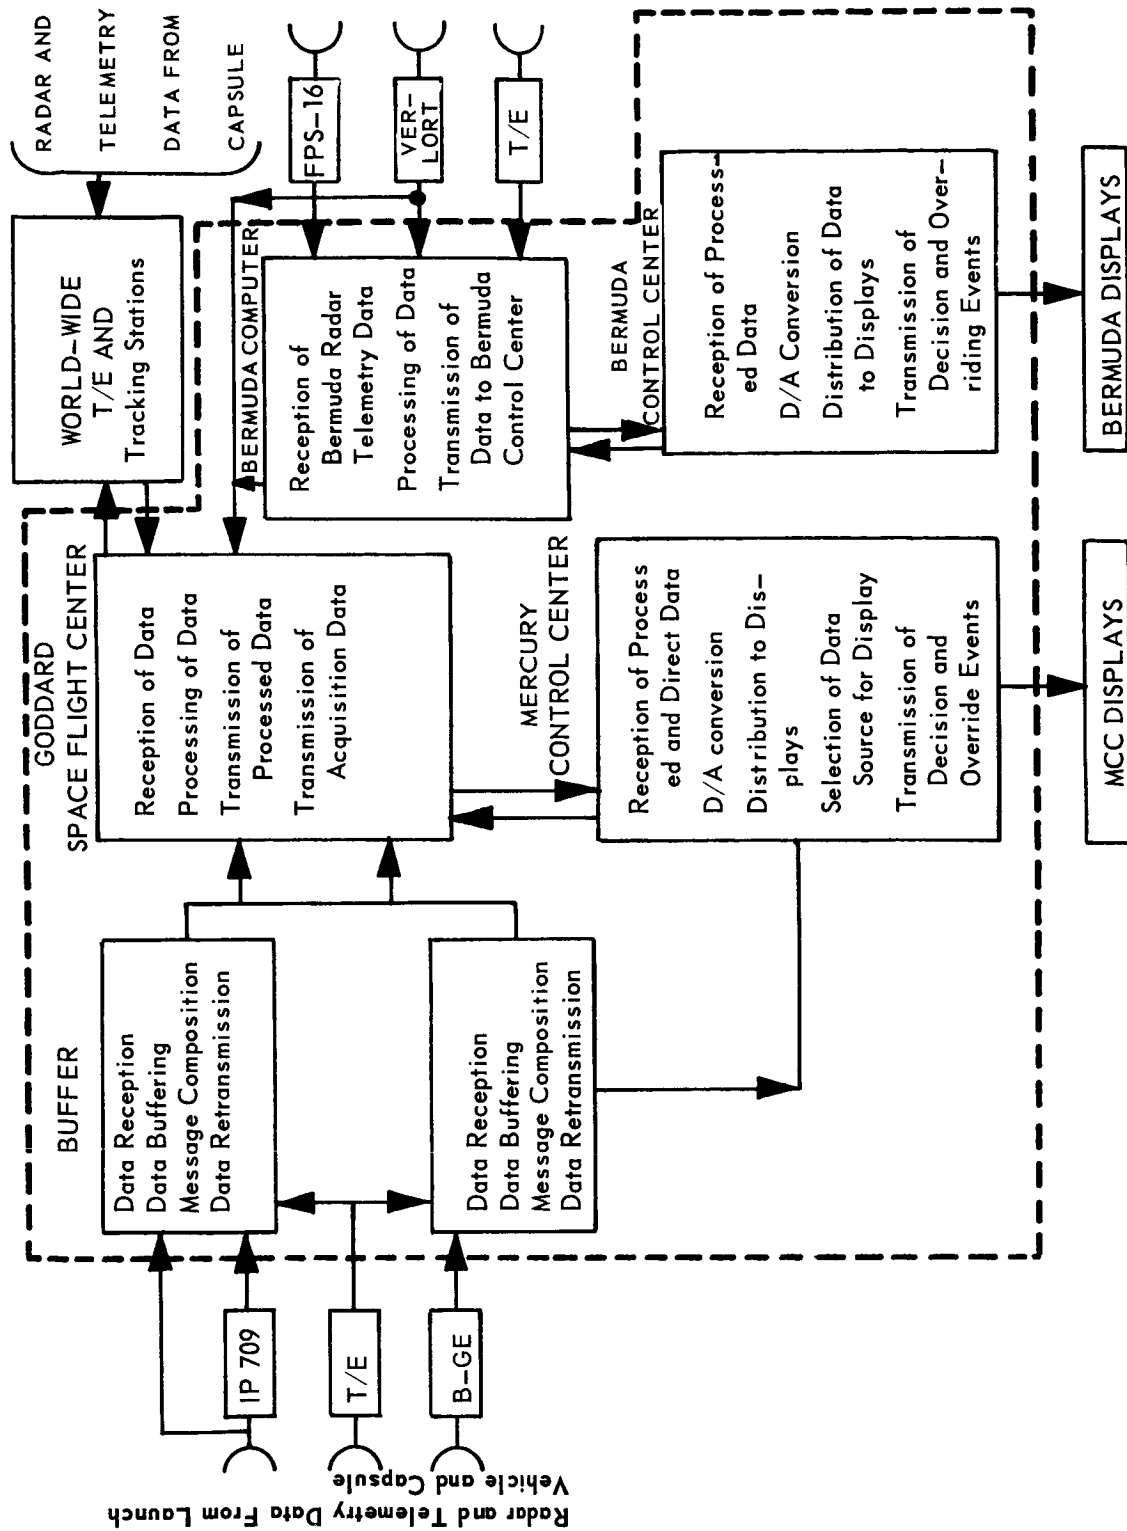 Radar and Telemetry Data From Launch
Vehicle and Capsule
IP 709
T/E
B-GE
BUFFER
Data Reception
Data Buffering
Message Composition
Data Retransmission
Data Reception
Data Buffering
Message Composition
Data Retranmission
GODDARD
SPACE FLIGHT CENTER
Reception of Data
Processing of Data
Transmission of
Processed Data
Transmission of
Acquisition Data
MERCURY
CONTROL CENTER
Reception of Process
ed and Direct Data
D/A conversion
Distribution to Dis-
plays
Selection of Data
Source for Display
Transmission of
Decision and
Override Events
MCC DISPLAYS
WORLD-WIDE
T/E AND
Tracking Stations
RADAR AND
TELEMETRY
DATA FROM
CAPSULE
FPS-16
VER-
LORT
T/E
BERMUDA COMPUTER
Reception of
Bermuda Radar
Telemetry Data
Processing of Data
Transmission of
Data to Bermuda
Control Center
BERMUDA
CONTROL CENTER
Reception of Process-
ed Data
D/A Conversion
Distribution of Data
to Displays
Transmission of
Decision and Over-
riding Events
BERMUDA DISPLAYS